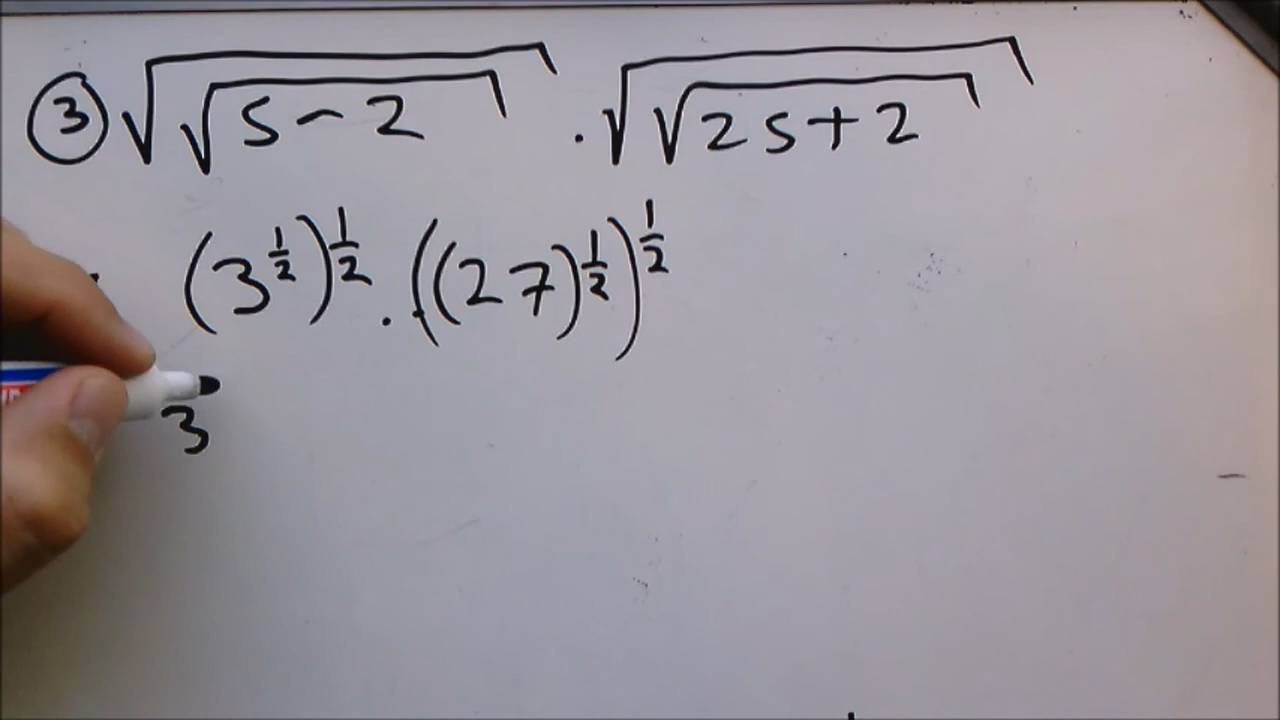 ③ √(√(5-2)) . √(√(25+2))
(3^(1/2))^(1/2) . ((27)^(1/2))^(1/2)
3